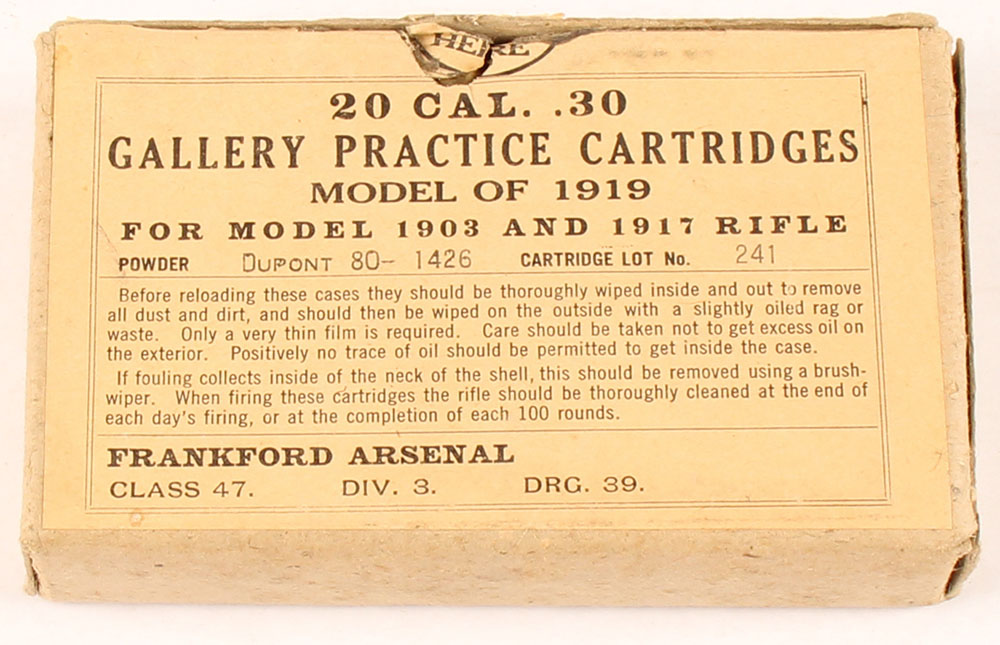 HERE
20 CAL. .30
GALLERY PRACTICE CARTRIDGES
MODEL OF 1919
FOR MODEL 1903 AND 1917 RIFLE
POWDER DUPONT 80- 1426 CARTRIDGE LOT No. 241
Before reloading these cases they should be thoroughly wiped inside and out to remove
all dust and dirt, and should then be wiped on the outside with a slightly oiled rag or
waste. Only a very thin film is required. Care should be taken not to get excess oil on
the exterior. Positively no trace of oil should be permitted to get inside the case.
If fouling collects inside of the neck of the shell, this should be removed using a brush-
wiper. When firing these cartridges the rifle should be thoroughly cleaned at the end of
each day's firing, or at the completion of each 100 rounds.
FRANKFORD ARSENAL
CLASS 47. DIV. 3. DRG. 39.